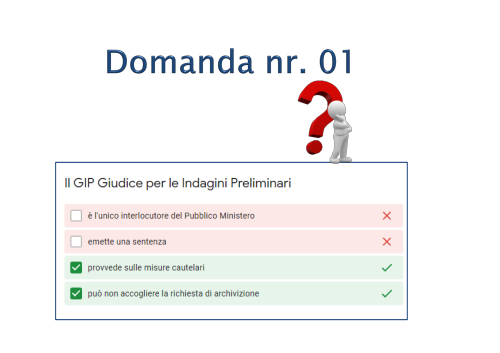 Domanda nr. 01
Il GIP Giudice per le Indagini Preliminari
è l'unico interlocutore del Pubblico Ministero
emette una sentenza
provvede sulle misure cautelari
può non accogliere la richiesta di archivizione